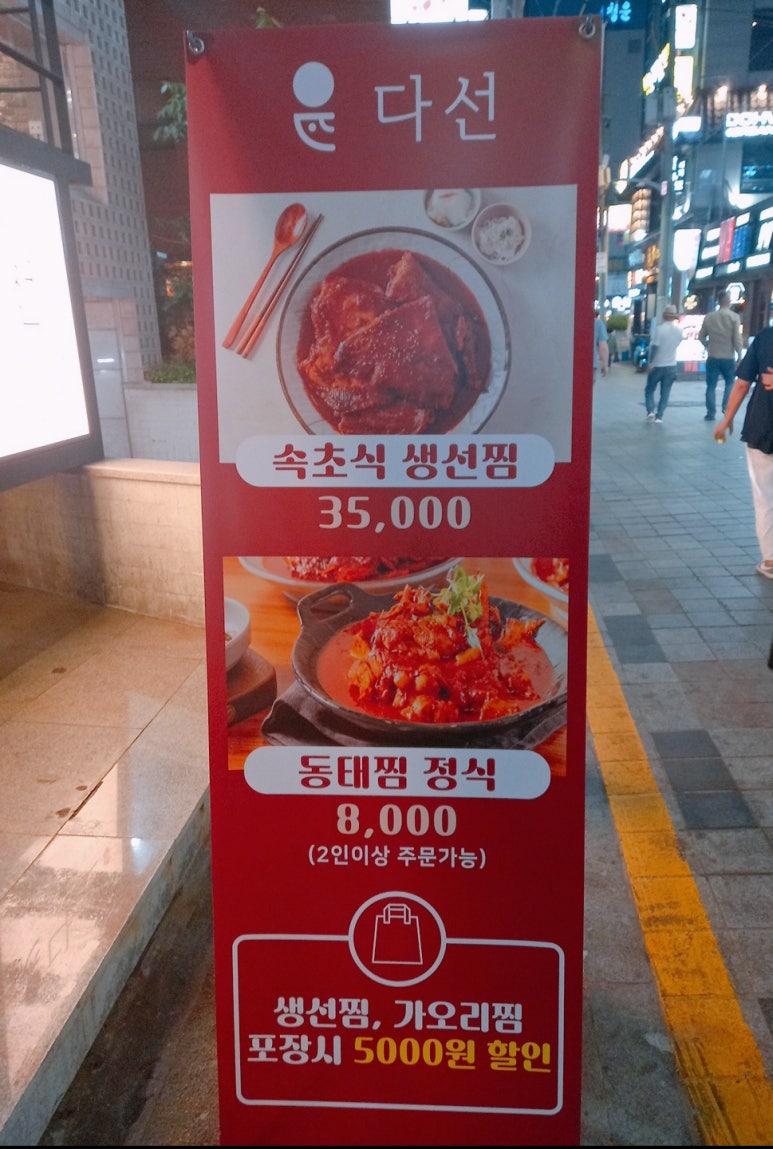 다선
속초식 생선찜
35,000
동태찜 정식
8,000
(2인이상 주문가능)
생선찜, 가오리찜
포장시 5000원 할인